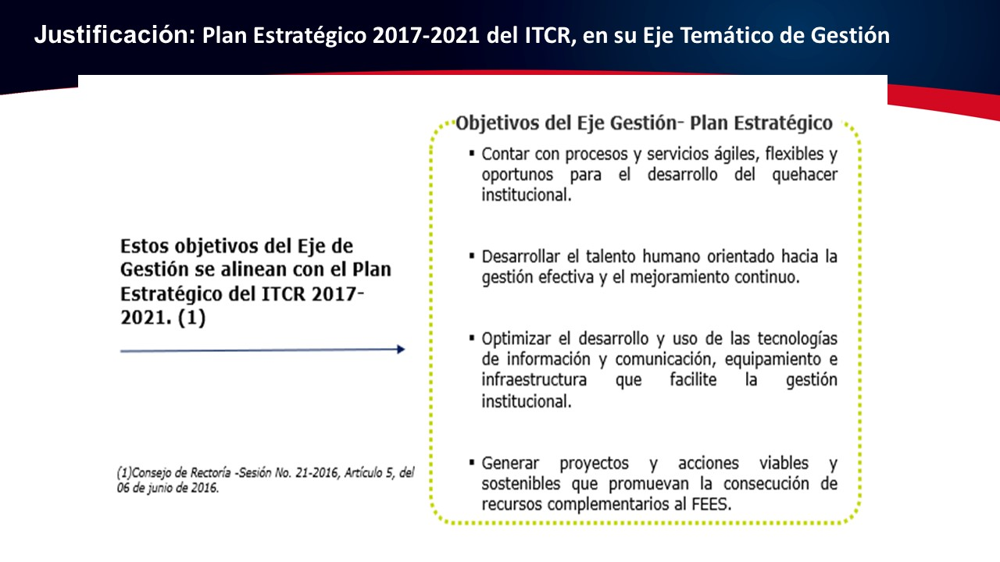 Justificación: Plan Estratégico 2017-2021 del ITCR, en su Eje Temático de Gestión
Estos objetivos del Eje de
Gestión se alinean con el Plan
Estratégico del ITCR 2017-
2021. (1)
(1)Consejo de Rectoría -Sesión No. 21-2016, Artículo 5, del
06 de junio de 2016.
Objetivos del Eje Gestión- Plan Estratégico
▪ Contar con procesos y servicios ágiles, flexibles y
oportunos para el desarrollo del quehacer
institucional.
▪ Desarrollar el talento humano orientado hacia la
gestión efectiva y el mejoramiento continuo.
▪ Optimizar el desarrollo y uso de las tecnologías
de información y comunicación, equipamiento e
infraestructura que facilite la gestión
institucional.
▪ Generar proyectos y acciones viables y
sostenibles que promuevan la consecución de
recursos complementarios al FEES.